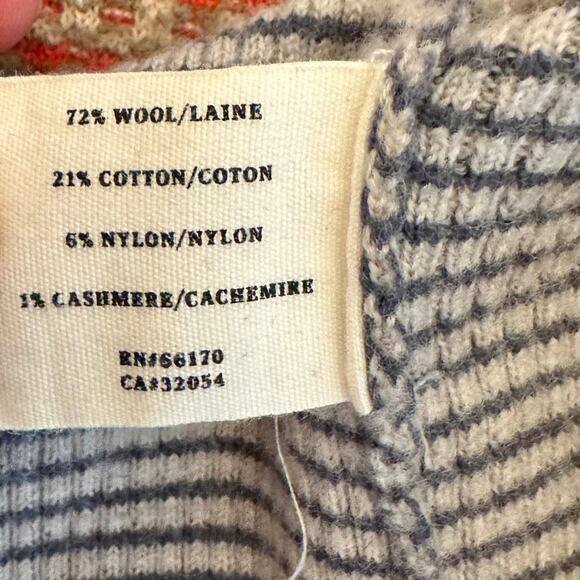 72% WOOL/LAINE
21% COTTON/COTON
6% NYLON/NYLON
1% CASHMERE/CACHEMIRE
RN#66170
CA#32054